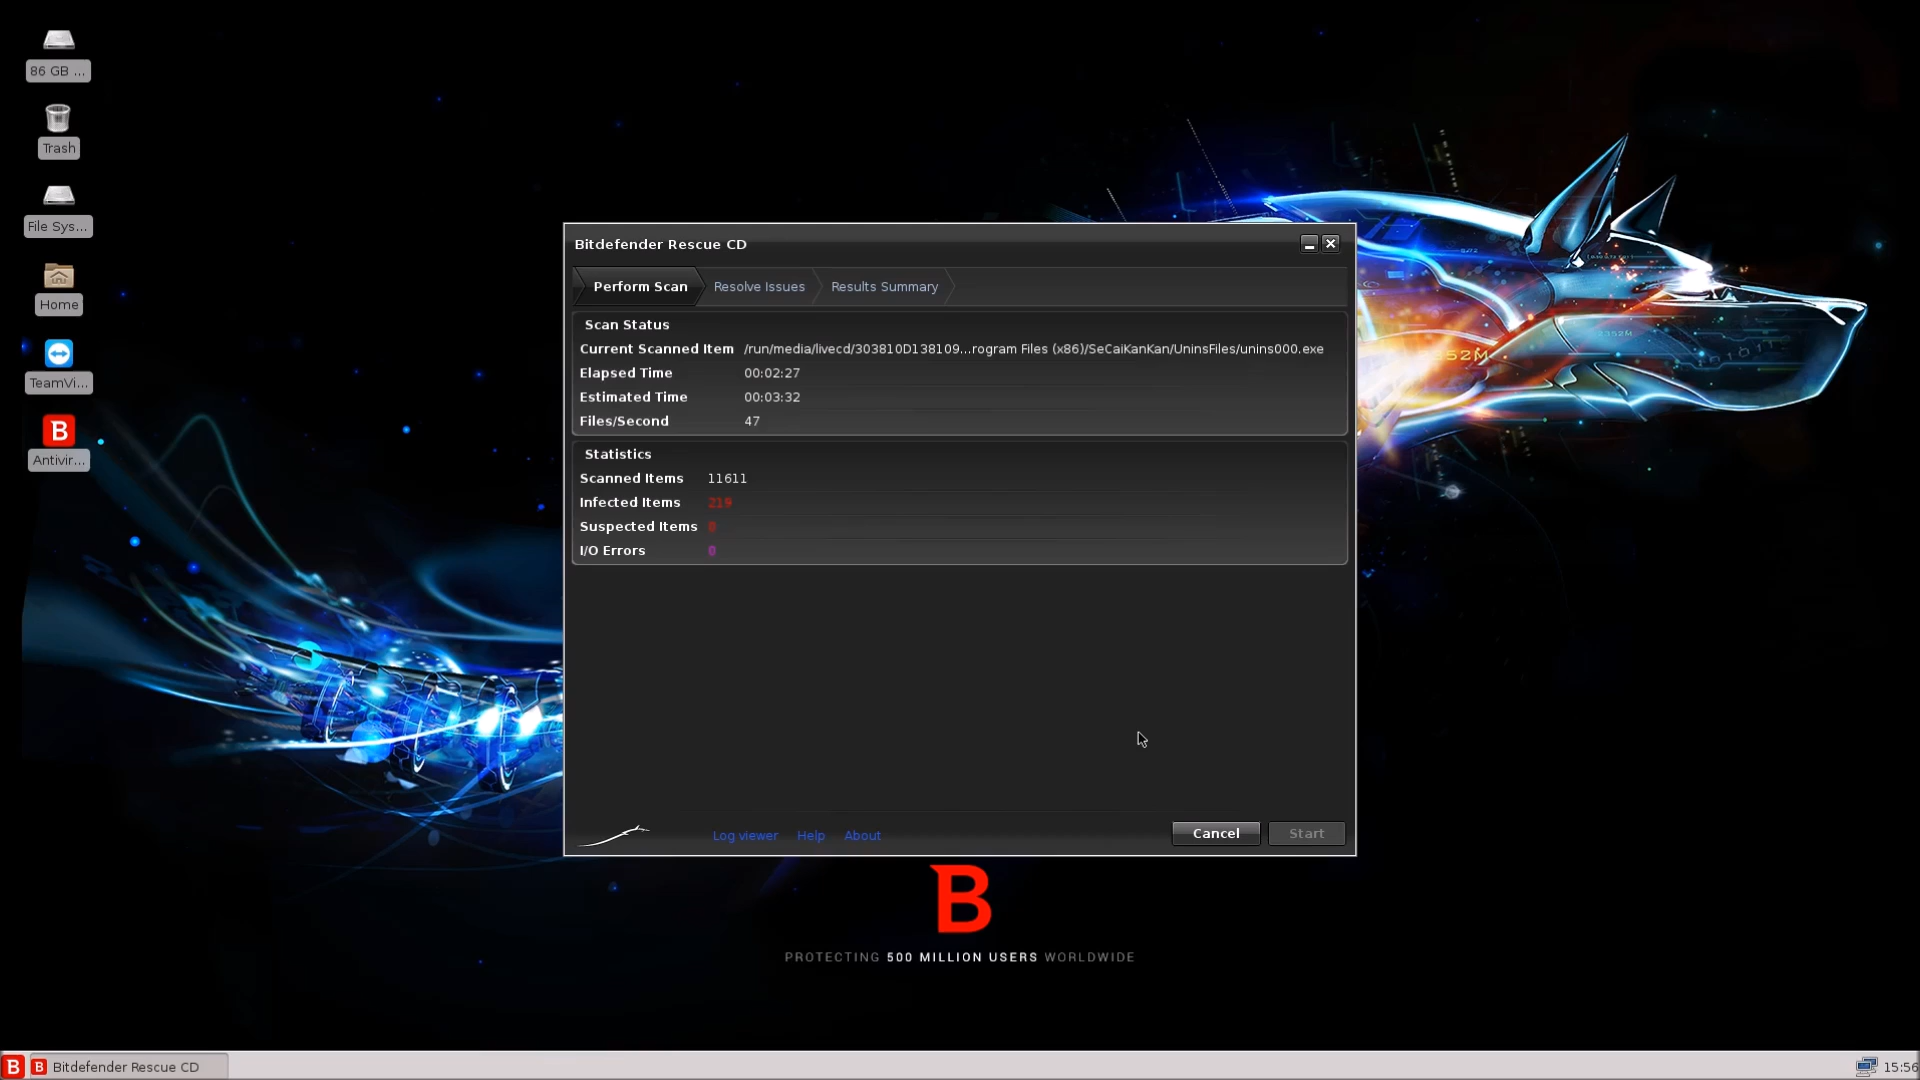 86 GB ...
Trash
File Sys...
Home
TeamVi...
B
Antivir...
Bitdefender Rescue CD
Perform Scan
Resolve Issues
Results Summary
Scan Status
Current Scanned Item /run/media/livecd/303810D138109...rogram Files (x86)/SeCaiKanKan/UninsFiles/unins000.exe
Elapsed Time 00:02:27
Estimated Time 00:03:32
Files/Second 47
Statistics
Scanned Items 11611
Infected Items 219
Suspected Items 0
I/O Errors 0
Log viewer Help About
Cancel Start
B
PROTECTING 500 MILLION USERS WORLDWIDE
B B Bitdefender Rescue CD
15:56